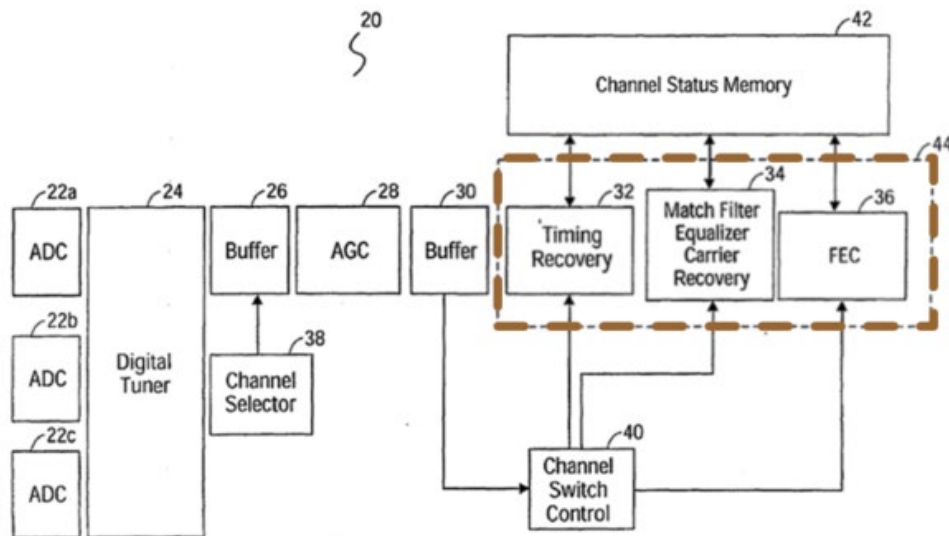 20
42
Channel Status Memory
44
22a
24
26
28
30
32
34
36
ADC
Buffer
AGC
Buffer
Timing
Recovery
Match Filter
Equalizer
Carrier
Recovery
FEC
22b
ADC
Digital
Tuner
38
Channel
Selector
22c
ADC
40
Channel
Switch
Control